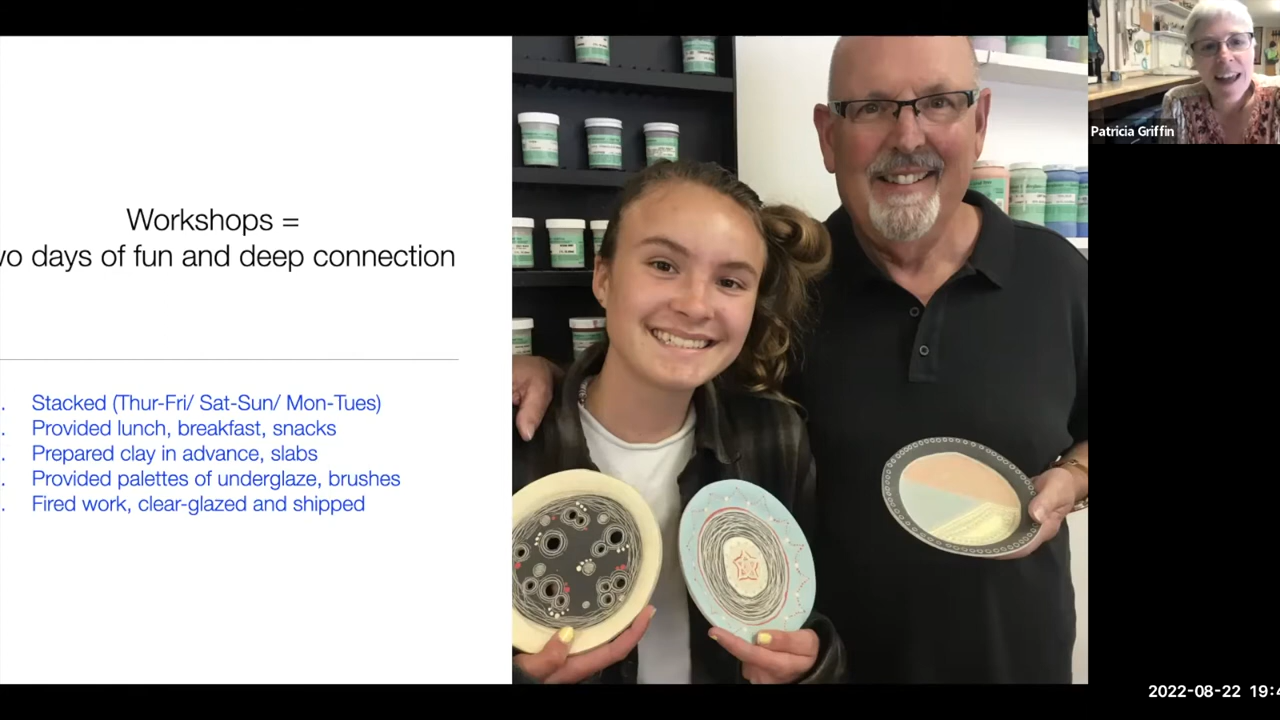 Workshops =
wo days of fun and deep connection
. Stacked (Thur-Fri/ Sat-Sun/ Mon-Tues)
. Provided lunch, breakfast, snacks
. Prepared clay in advance, slabs
. Provided palettes of underglaze, brushes
. Fired work, clear-glazed and shipped
Patricia Griffin
2022-08-22 19:4